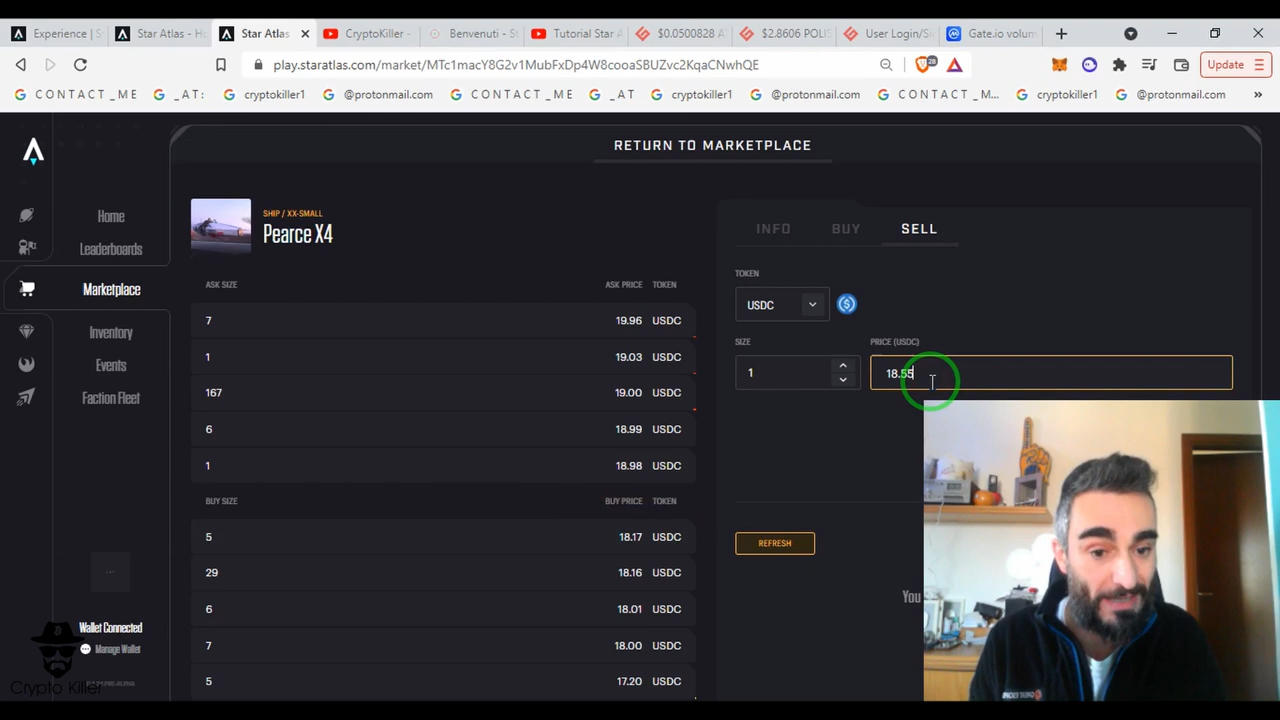 Experience | S
Star Atlas - Ho
Star Atlas
CryptoKiller -
Benvenuti - St
Tutorial Star A
$0.0500828 A
$2.8606 POLIS
User Login/Si
Gate.io volum
play.staratlas.com/market/MTc1macY8G2v1MubFxDp4W8cooaSBUZvc2KqaCNwhQE
28
Update
C O N T A C T _ M E
_ A T :
cryptokiller1
@protonmail.com
C O N T A C T _ M E
_ A T
cryptokiller1
@protonmail.com
C O N T A C T _ M...
cryptokiller1
@protonmail.com
»
RETURN TO MARKETPLACE
Home
Leaderboards
Marketplace
Inventory
Events
Faction Fleet
Wallet Connected
Manage Wallet
Crypto Killer
SHIP / XX-SMALL
Pearce X4
ASK SIZE ASK PRICE TOKEN
7 19.96 USDC
1 19.03 USDC
167 19.00 USDC
6 18.99 USDC
1 18.98 USDC
BUY SIZE BUY PRICE TOKEN
5 18.17 USDC
29 18.16 USDC
6 18.01 USDC
7 18.00 USDC
5 17.20 USDC
INFO BUY SELL
TOKEN
USDC
SIZE PRICE (USDC)
1 18.55
REFRESH
You